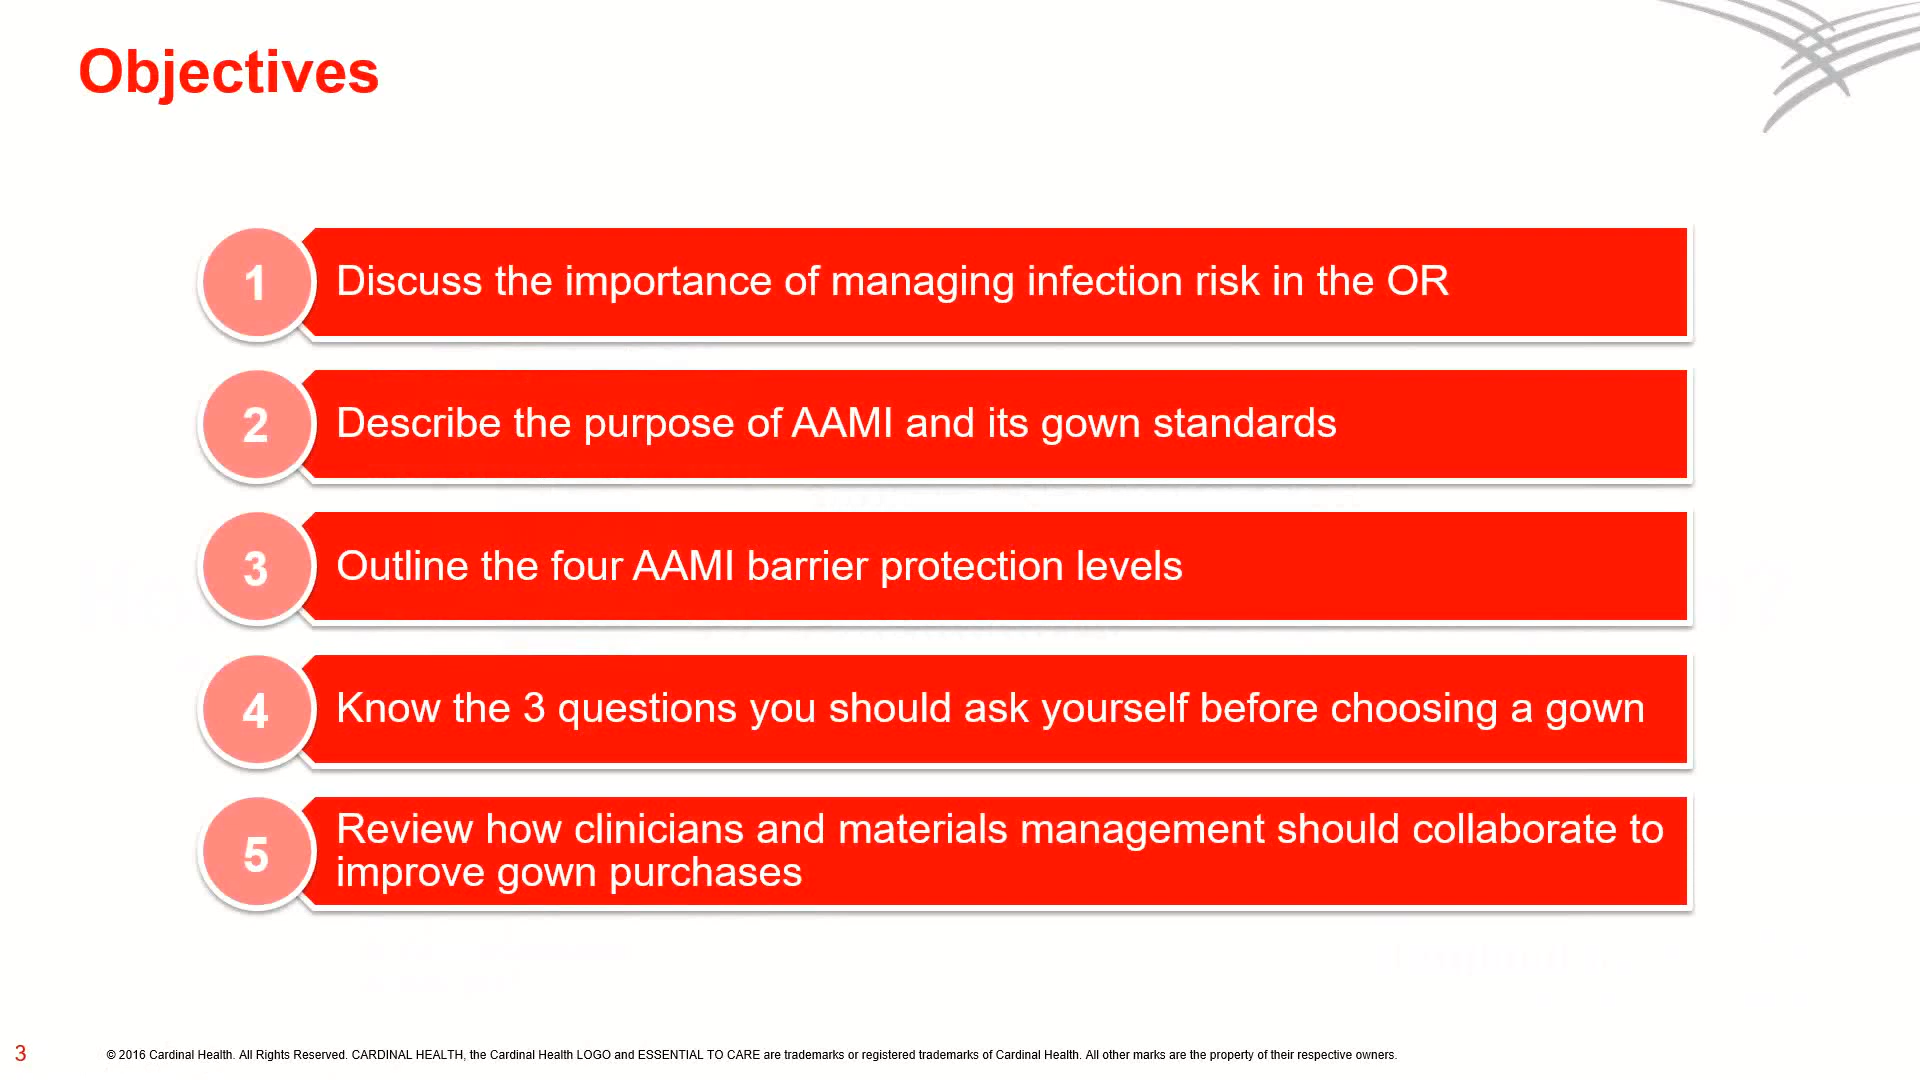 Objectives
1
Discuss the importance of managing infection risk in the OR
2
Describe the purpose of AAMI and its gown standards
3
Outline the four AAMI barrier protection levels
4
Know the 3 questions you should ask yourself before choosing a gown
5
Review how clinicians and materials management should collaborate to
improve gown purchases
3
© 2016 Cardinal Health. All Rights Reserved. CARDINAL HEALTH, the Cardinal Health LOGO and ESSENTIAL TO CARE are trademarks or registered trademarks of Cardinal Health. All other marks are the property of their respective owners.